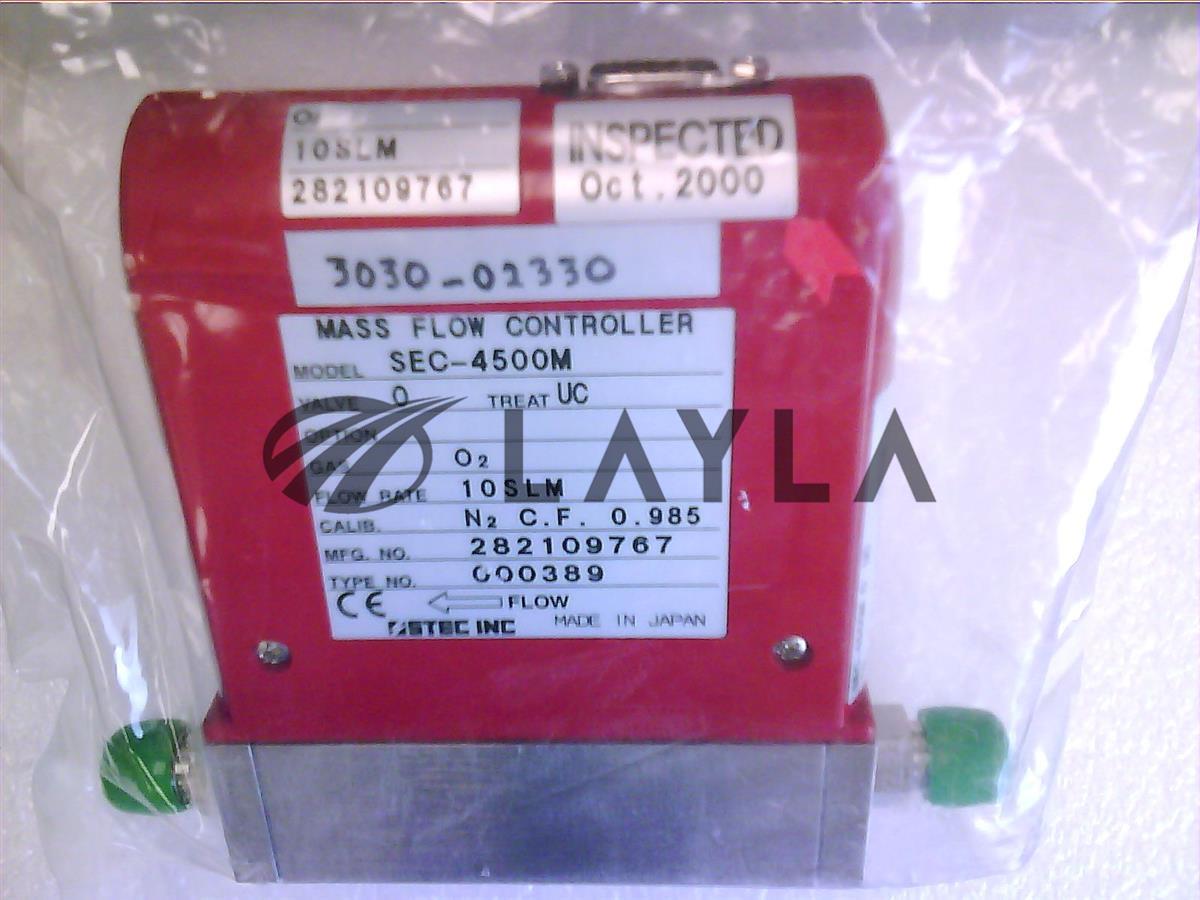 O₂
10SLM
282109767
INSPECTED
Oct.2000
3030-02330
MASS FLOW CONTROLLER
MODEL SEC-4500M
VALVE O TREAT UC
OPTION
GAS O₂
FLOW RATE 10SLM
CALIB. N₂ C.F. 0.985
MFG. NO. 282109767
TYPE NO. 000389
CE FLOW
STEC INC MADE IN JAPAN
LAYLA